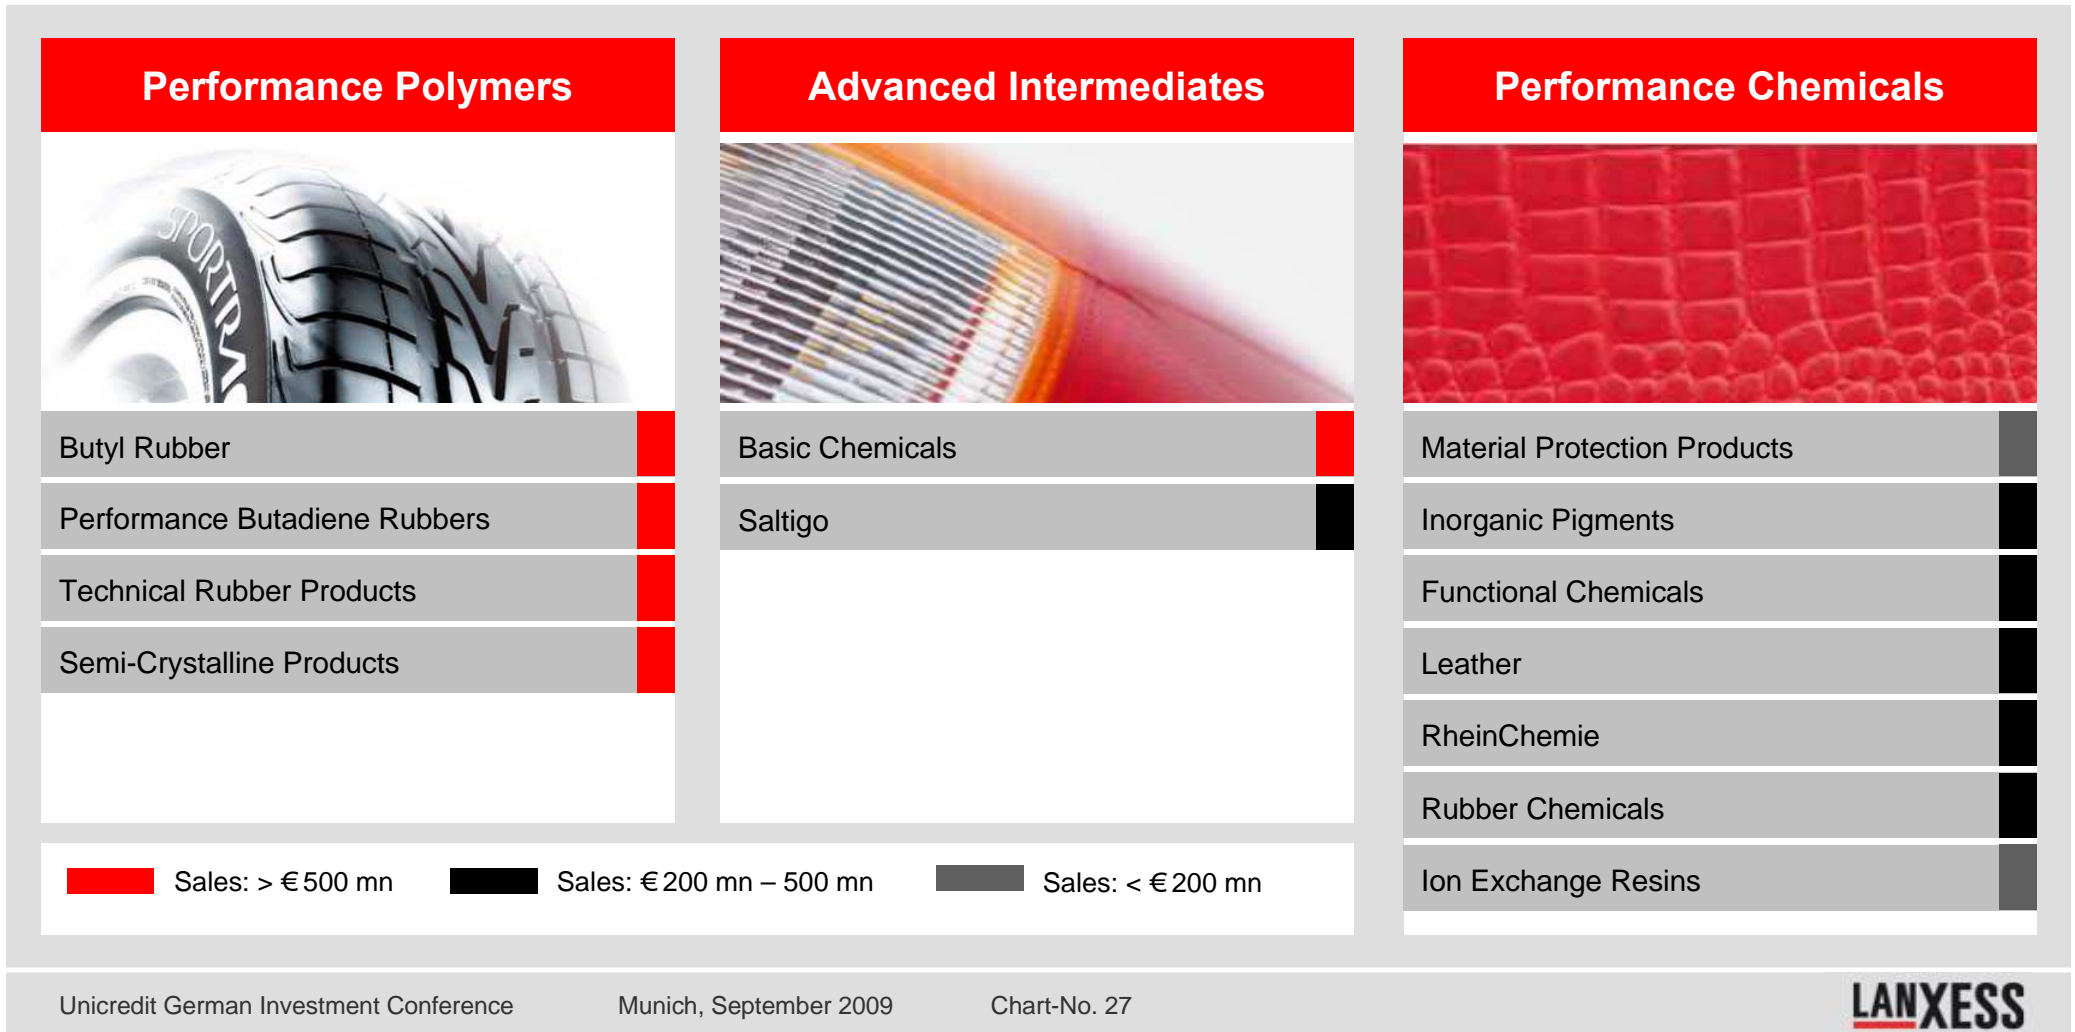 Performance Polymers
SPORTRA
Butyl Rubber
Performance Butadiene Rubbers
Technical Rubber Products
Semi-Crystalline Products
Advanced Intermediates
Basic Chemicals
Saltigo
Performance Chemicals
Material Protection Products
Inorganic Pigments
Functional Chemicals
Leather
RheinChemie
Rubber Chemicals
Ion Exchange Resins
Sales: > € 500 mn
Sales: € 200 mn – 500 mn
Sales: < € 200 mn
Unicredit German Investment Conference
Munich, September 2009
Chart-No. 27
LANXESS